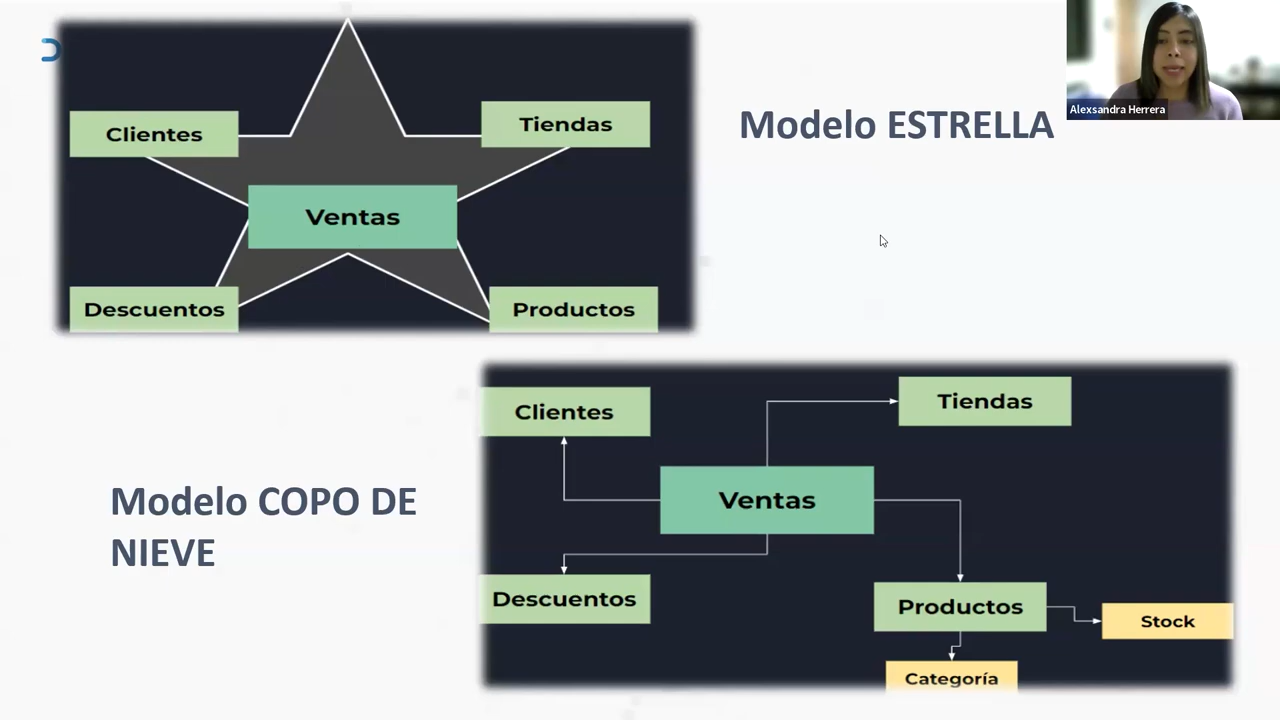 Alexsandra Herrera
Modelo ESTRELLA
Clientes
Tiendas
Ventas
Descuentos
Productos
Modelo COPO DE
NIEVE
Clientes
Tiendas
Ventas
Descuentos
Productos
Stock
Categoría